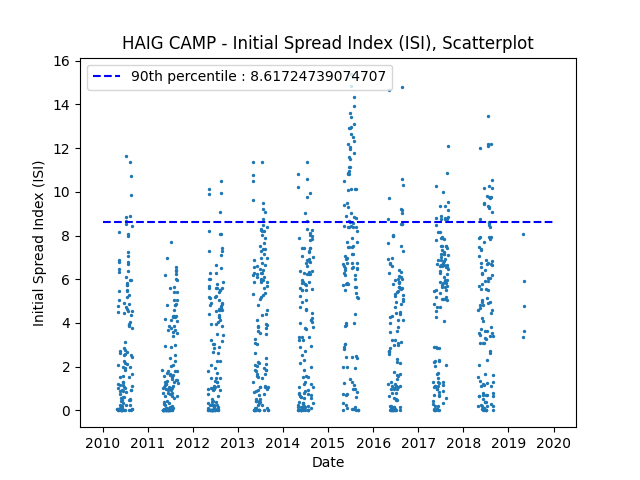 HAIG CAMP - Initial Spread Index (ISI), Scatterplot
90th percentile : 8.61724739074707
Initial Spread Index (ISI)
16
14
12
10
8
6
4
2
0
2010 2011 2012 2013 2014 2015 2016 2017 2018 2019 2020
Date